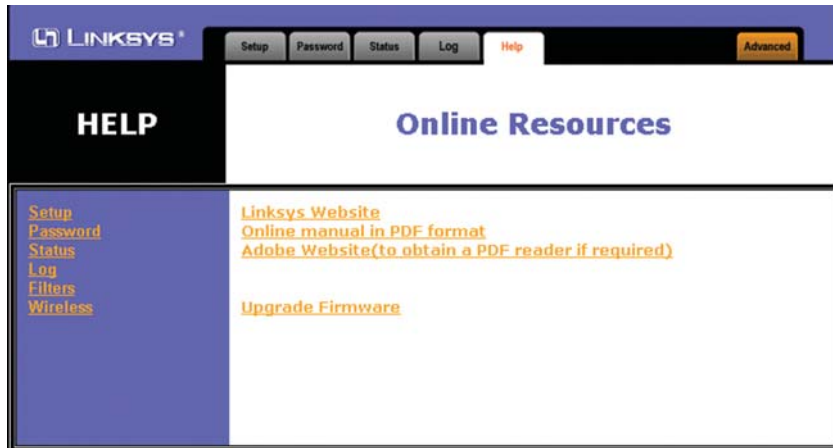 LINKSYS®
Setup Password Status Log Help Advanced
HELP
Online Resources
Setup
Password
Status
Log
Filters
Wireless
Linksys Website
Online manual in PDF format
Adobe Website(to obtain a PDF reader if required)
Upgrade Firmware